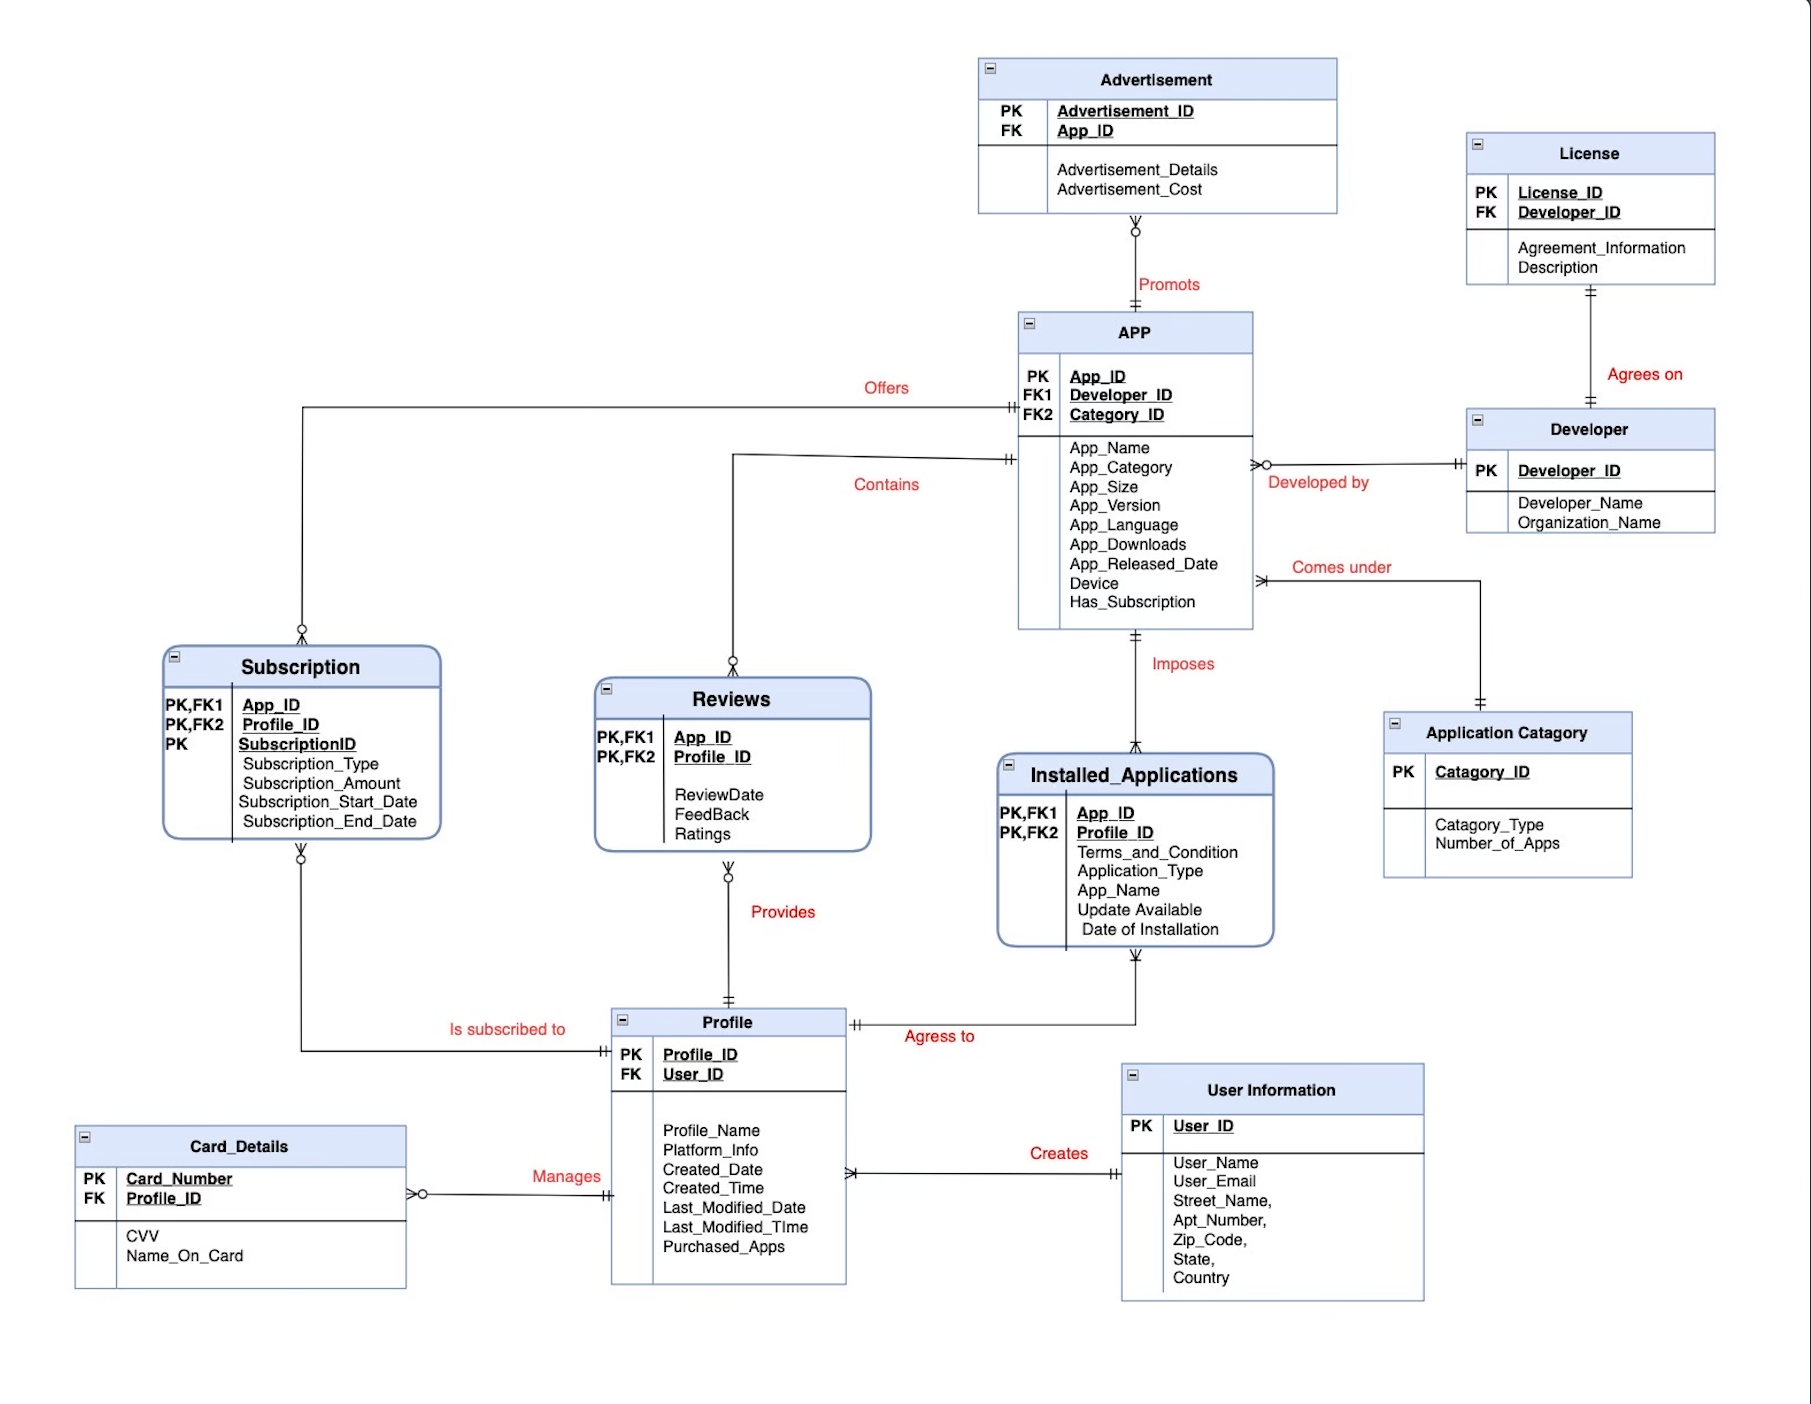 Advertisement
PK Advertisement_ID
FK App_ID
Advertisement_Details
Advertisement_Cost
License
PK License_ID
FK Developer_ID
Agreement_Information
Description
Promots
Agrees on
APP
PK App_ID
FK1 Developer_ID
FK2 Category_ID
App_Name
App_Category
App_Size
App_Version
App_Language
App_Downloads
App_Released_Date
Device
Has_Subscription
Offers
Contains
Developed by
Developer
PK Developer_ID
Developer_Name
Organization_Name
Comes under
Imposes
Subscription
PK,FK1 App_ID
PK,FK2 Profile_ID
PK SubscriptionID
Subscription_Type
Subscription_Amount
Subscription_Start_Date
Subscription_End_Date
Reviews
PK,FK1 App_ID
PK,FK2 Profile_ID
ReviewDate
FeedBack
Ratings
Installed_Applications
PK,FK1 App_ID
PK,FK2 Profile_ID
Terms_and_Condition
Application_Type
App_Name
Update Available
Date of Installation
Application Catagory
PK Catagory_ID
Catagory_Type
Number_of_Apps
Provides
Is subscribed to
Agress to
Profile
PK Profile_ID
FK User_ID
Profile_Name
Platform_Info
Created_Date
Created_Time
Last_Modified_Date
Last_Modified_TIme
Purchased_Apps
Manages
Creates
Card_Details
PK Card_Number
FK Profile_ID
CVV
Name_On_Card
User Information
PK User_ID
User_Name
User_Email
Street_Name,
Apt_Number,
Zip_Code,
State,
Country